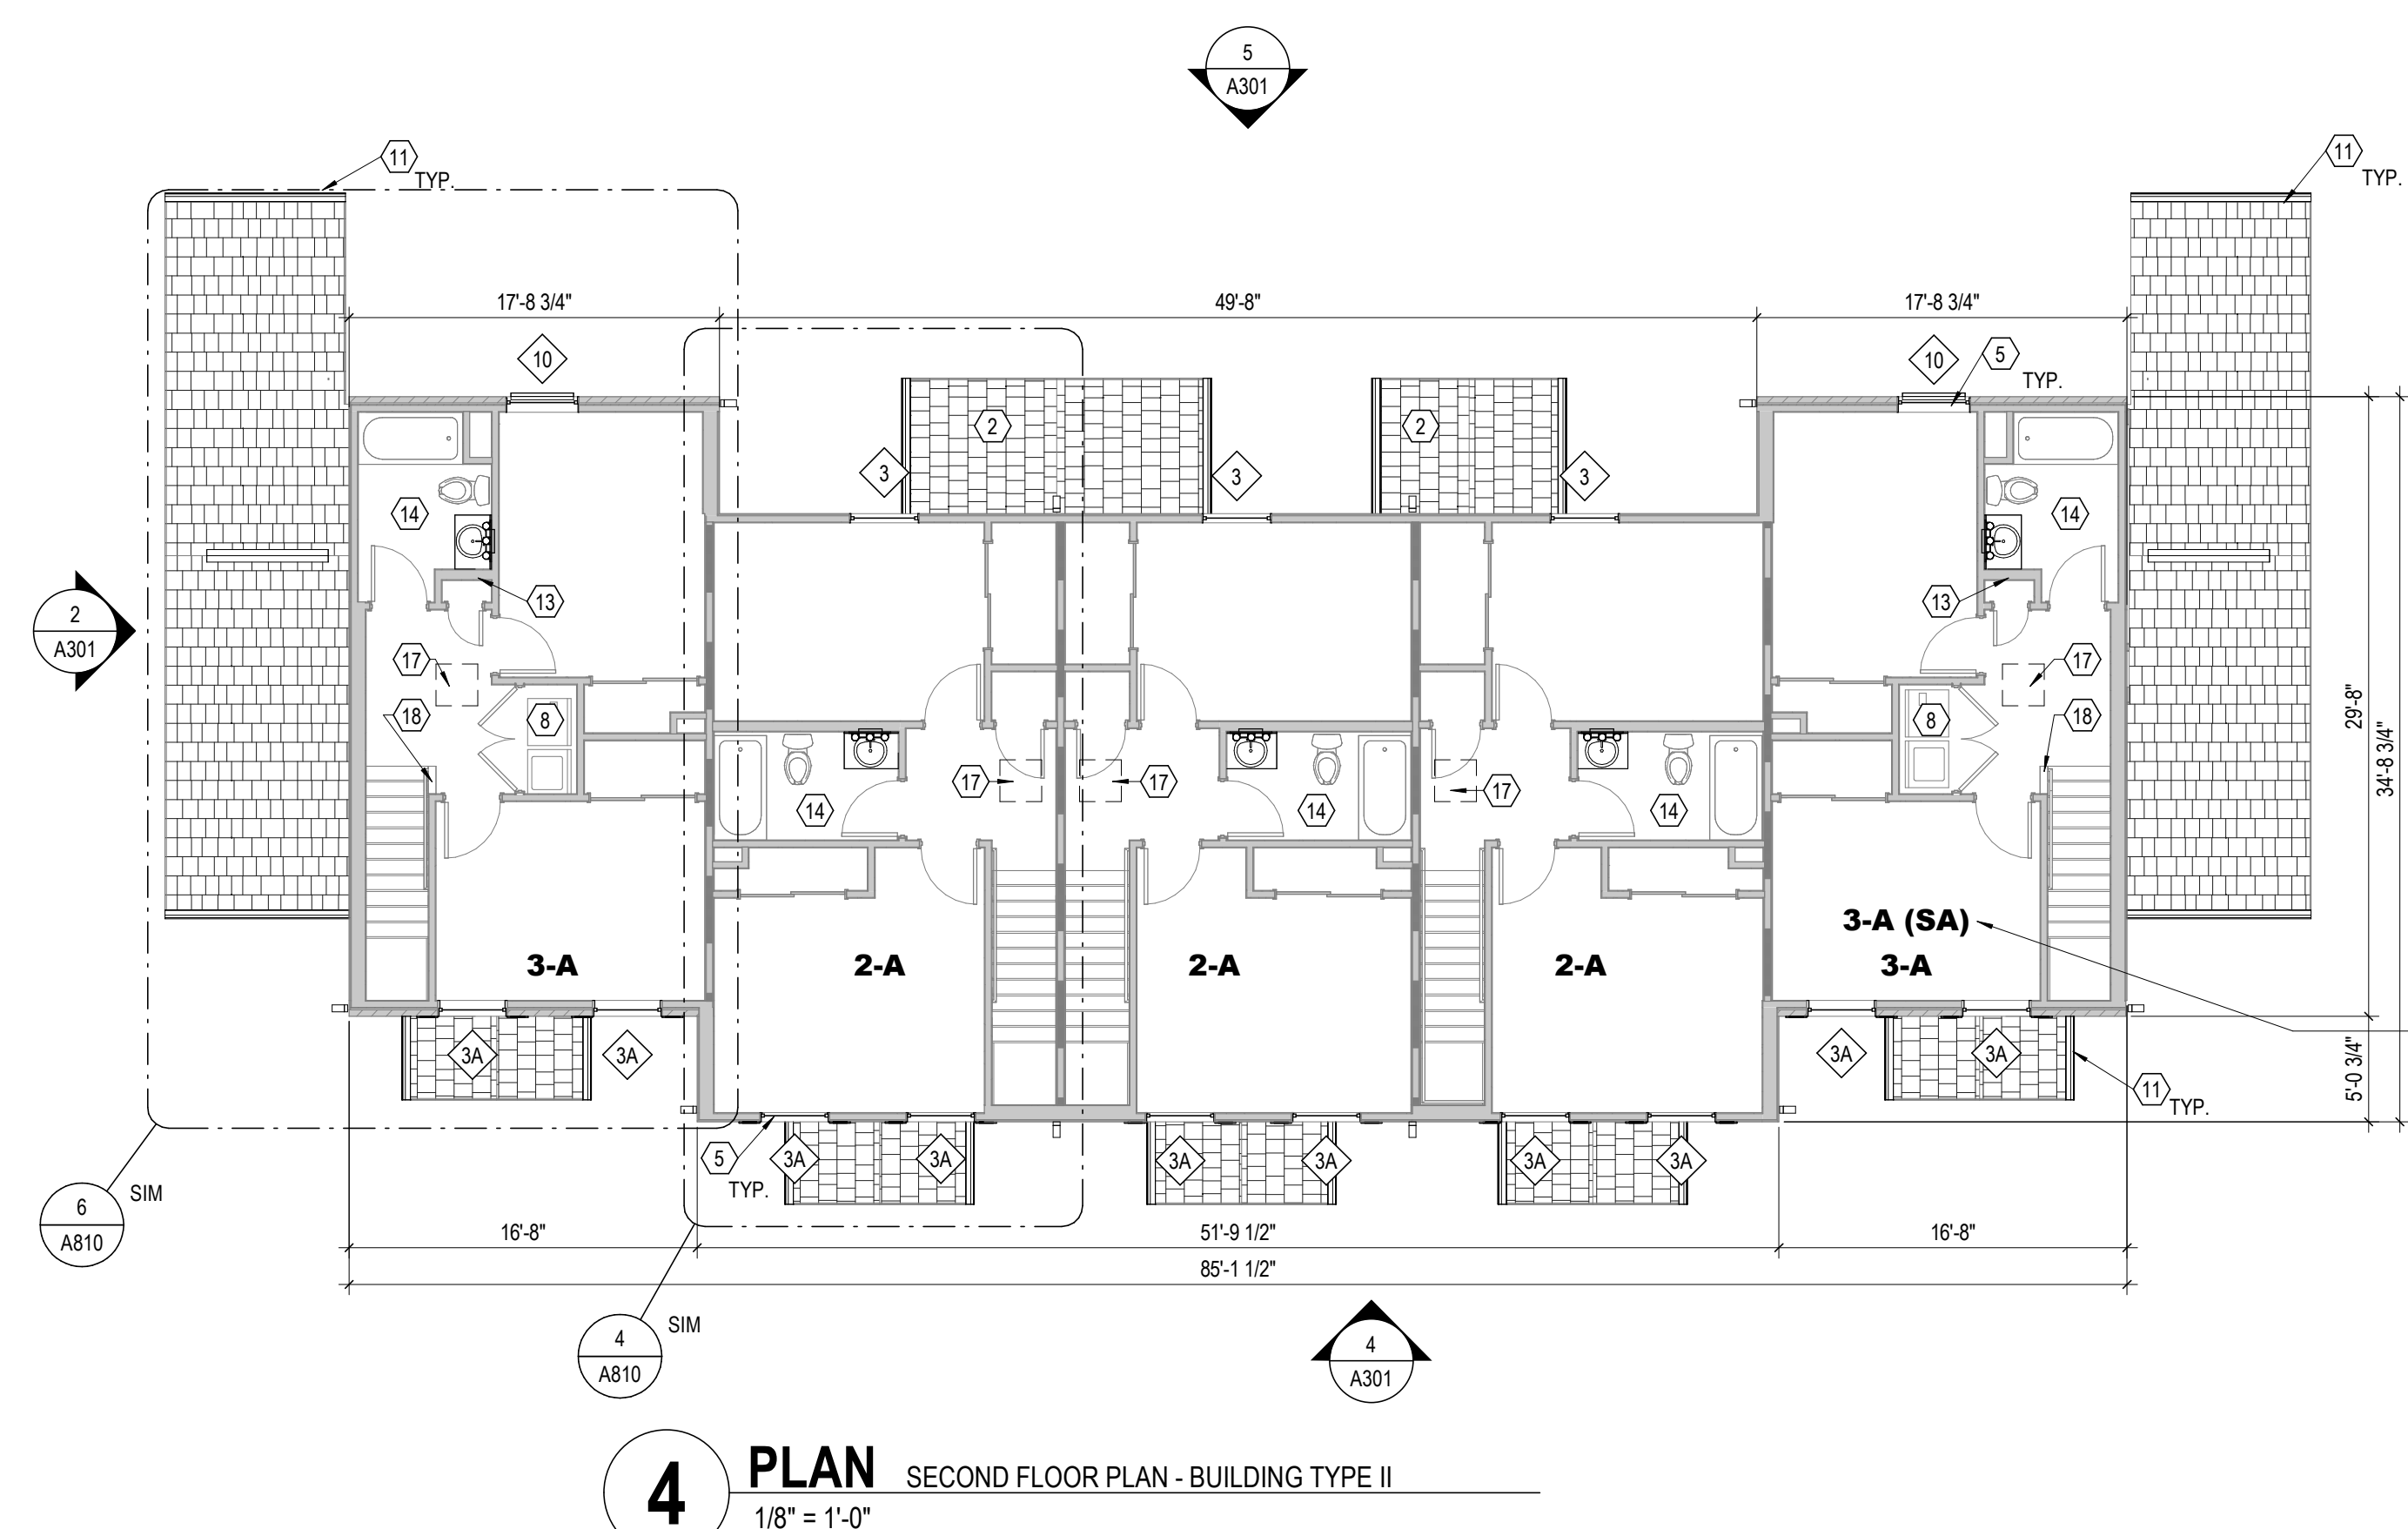 5
A301
11
TYP.
11
TYP.
17'-8 3/4"
49'-8"
17'-8 3/4"
10
10
5
TYP.
2
2
3
3
3
14
14
13
13
2
A301
17
17
18
8
8
18
17
17
17
14
14
14
29'-8"
34'-8 3/4"
3-A
2-A
2-A
2-A
3-A (SA)
3-A
3A
3A
3A
3A
5'-0 3/4"
11
TYP.
5
TYP.
3A
3A
3A
3A
3A
3A
6
A810
SIM
16'-8"
51'-9 1/2"
16'-8"
85'-1 1/2"
4
A810
SIM
4
A301
4
PLAN SECOND FLOOR PLAN - BUILDING TYPE II
1/8" = 1'-0"